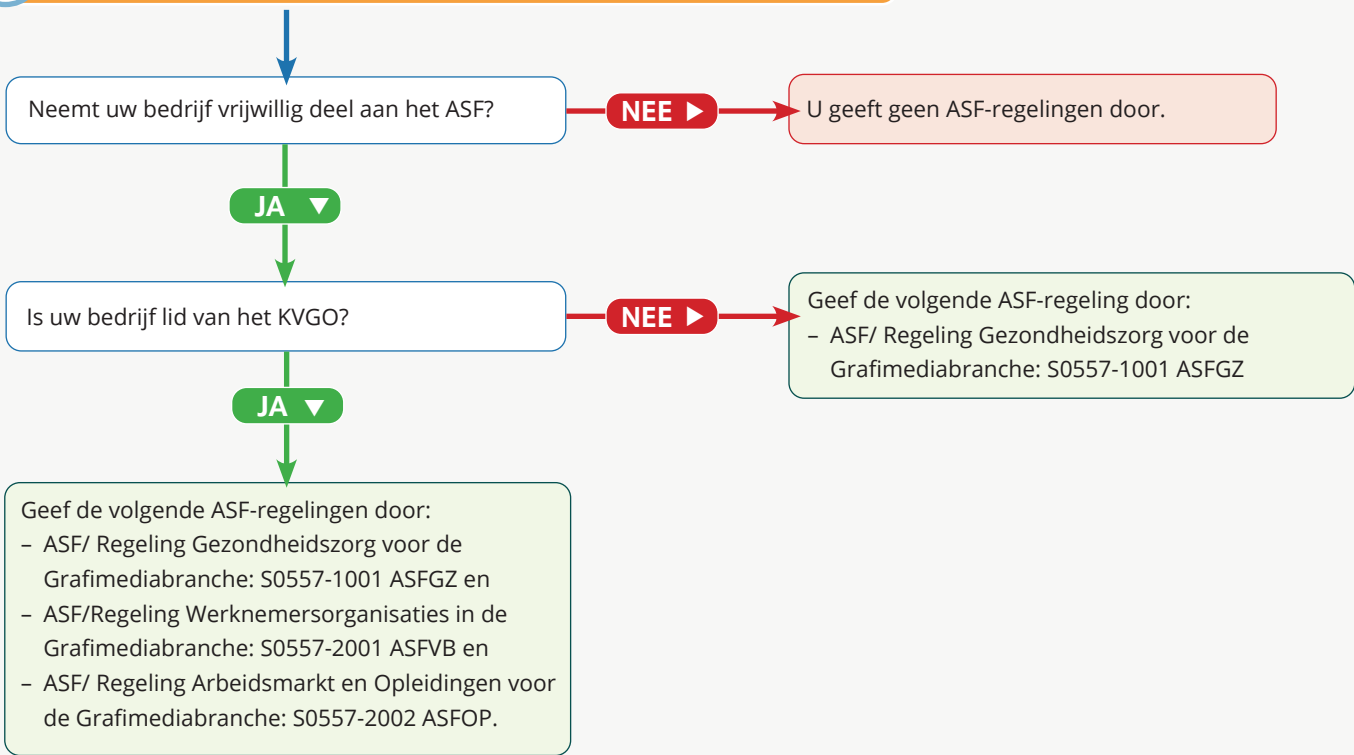 Neemt uw bedrijf vrijwillig deel aan het ASF?
NEE ▶
U geeft geen ASF-regelingen door.
JA ▼
Is uw bedrijf lid van het KVGO?
NEE ▶
Geef de volgende ASF-regeling door:
– ASF/ Regeling Gezondheidszorg voor de
Grafimediabranche: S0557-1001 ASFGZ
JA ▼
Geef de volgende ASF-regelingen door:
– ASF/ Regeling Gezondheidszorg voor de
Grafimediabranche: S0557-1001 ASFGZ en
– ASF/Regeling Werknemersorganisaties in de
Grafimediabranche: S0557-2001 ASFVB en
– ASF/ Regeling Arbeidsmarkt en Opleidingen voor
de Grafimediabranche: S0557-2002 ASFOP.